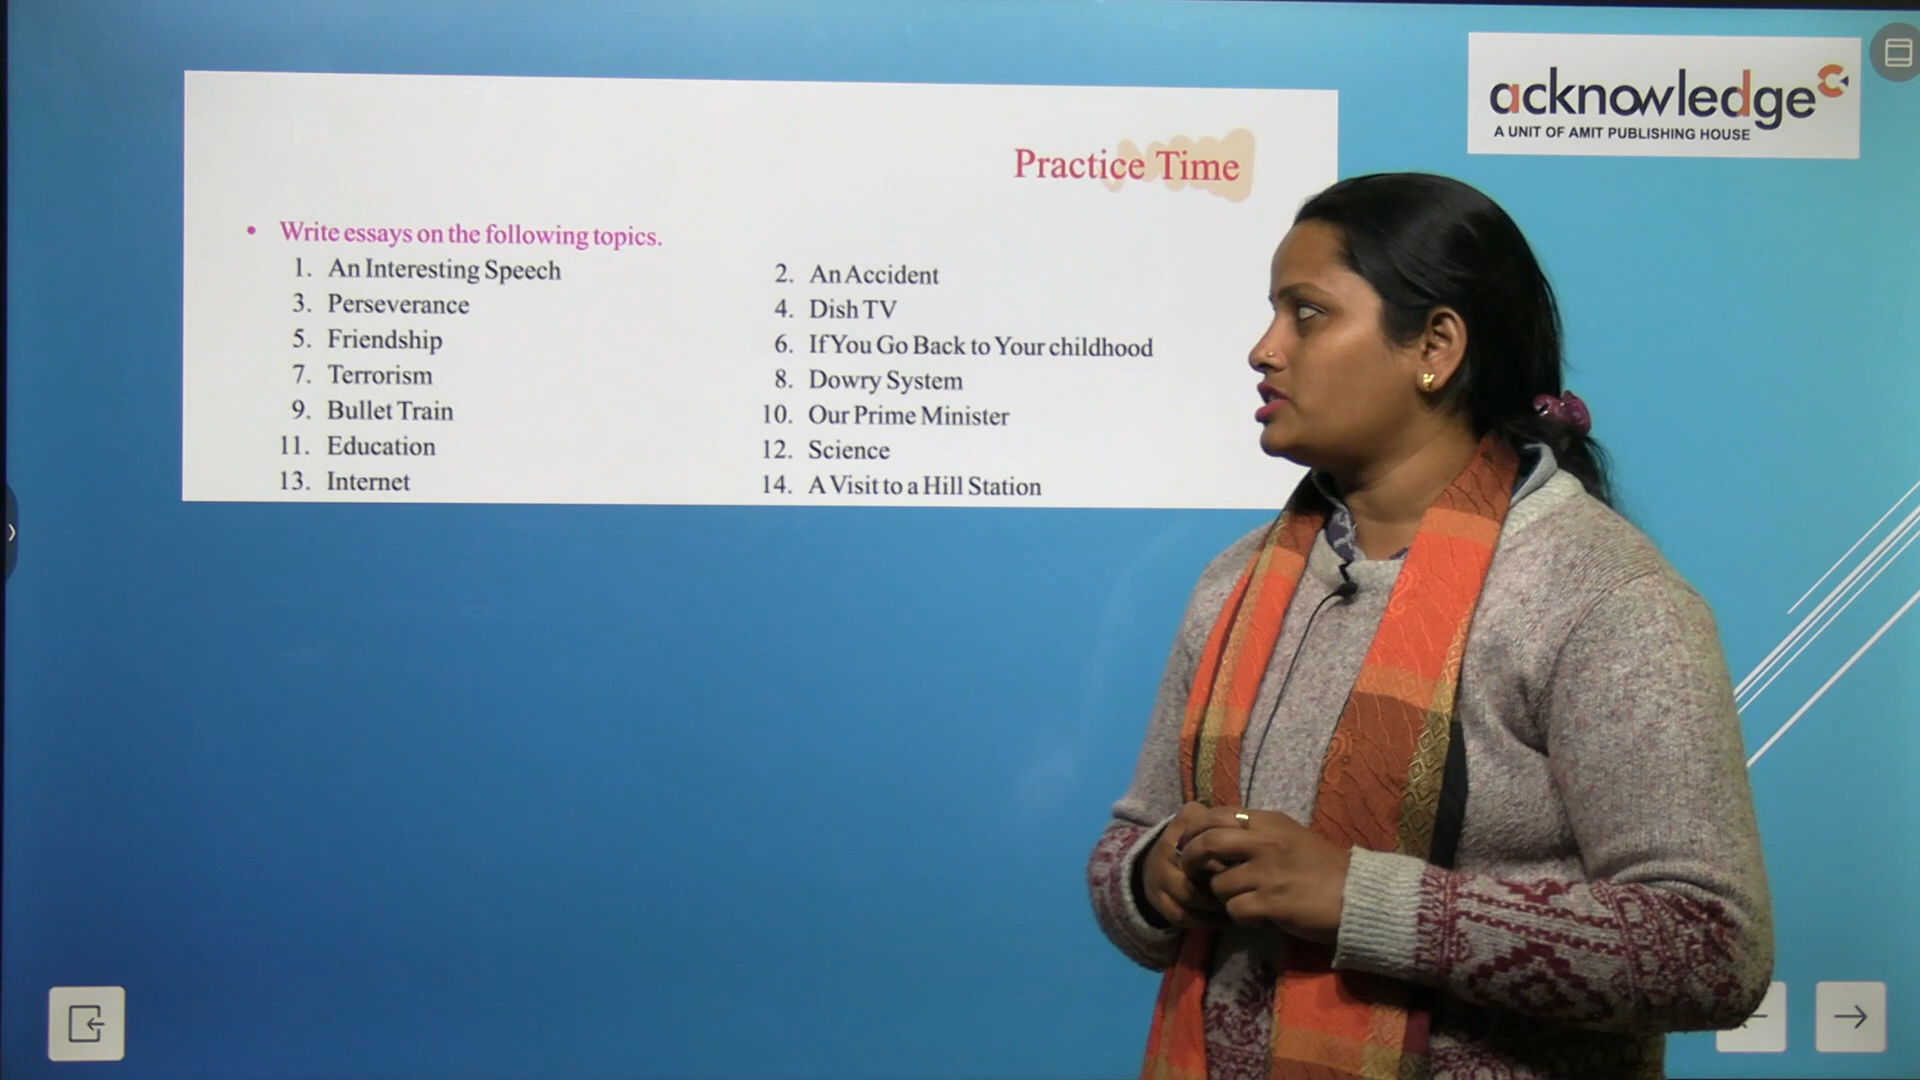 acknowledge
A UNIT OF AMIT PUBLISHING HOUSE
Practice Time
• Write essays on the following topics.
1. An Interesting Speech
2. An Accident
3. Perseverance
4. Dish TV
5. Friendship
6. If You Go Back to Your childhood
7. Terrorism
8. Dowry System
9. Bullet Train
10. Our Prime Minister
11. Education
12. Science
13. Internet
14. A Visit to a Hill Station